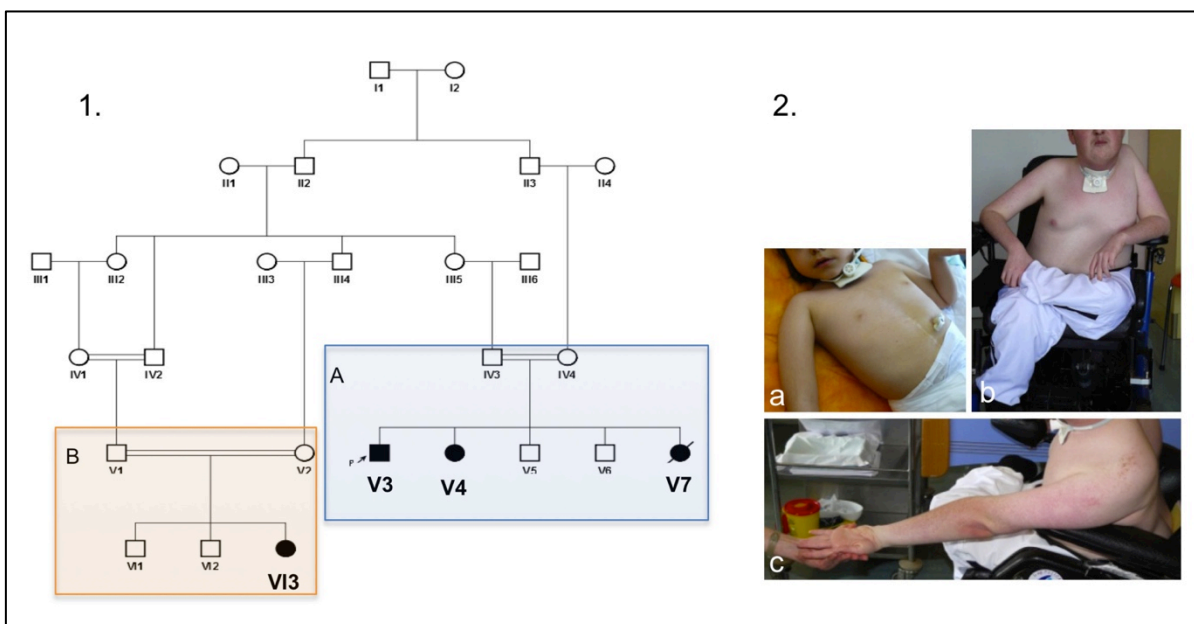 1.
2.
I1 I2
II1 II2 II3 II4
III1 III2 III3 III4 III5 III6
IV1 IV2 IV3 IV4
A
P
V3 V4 V5 V6 V7
B
V1 V2
VI1 VI2 VI3
a
b
c